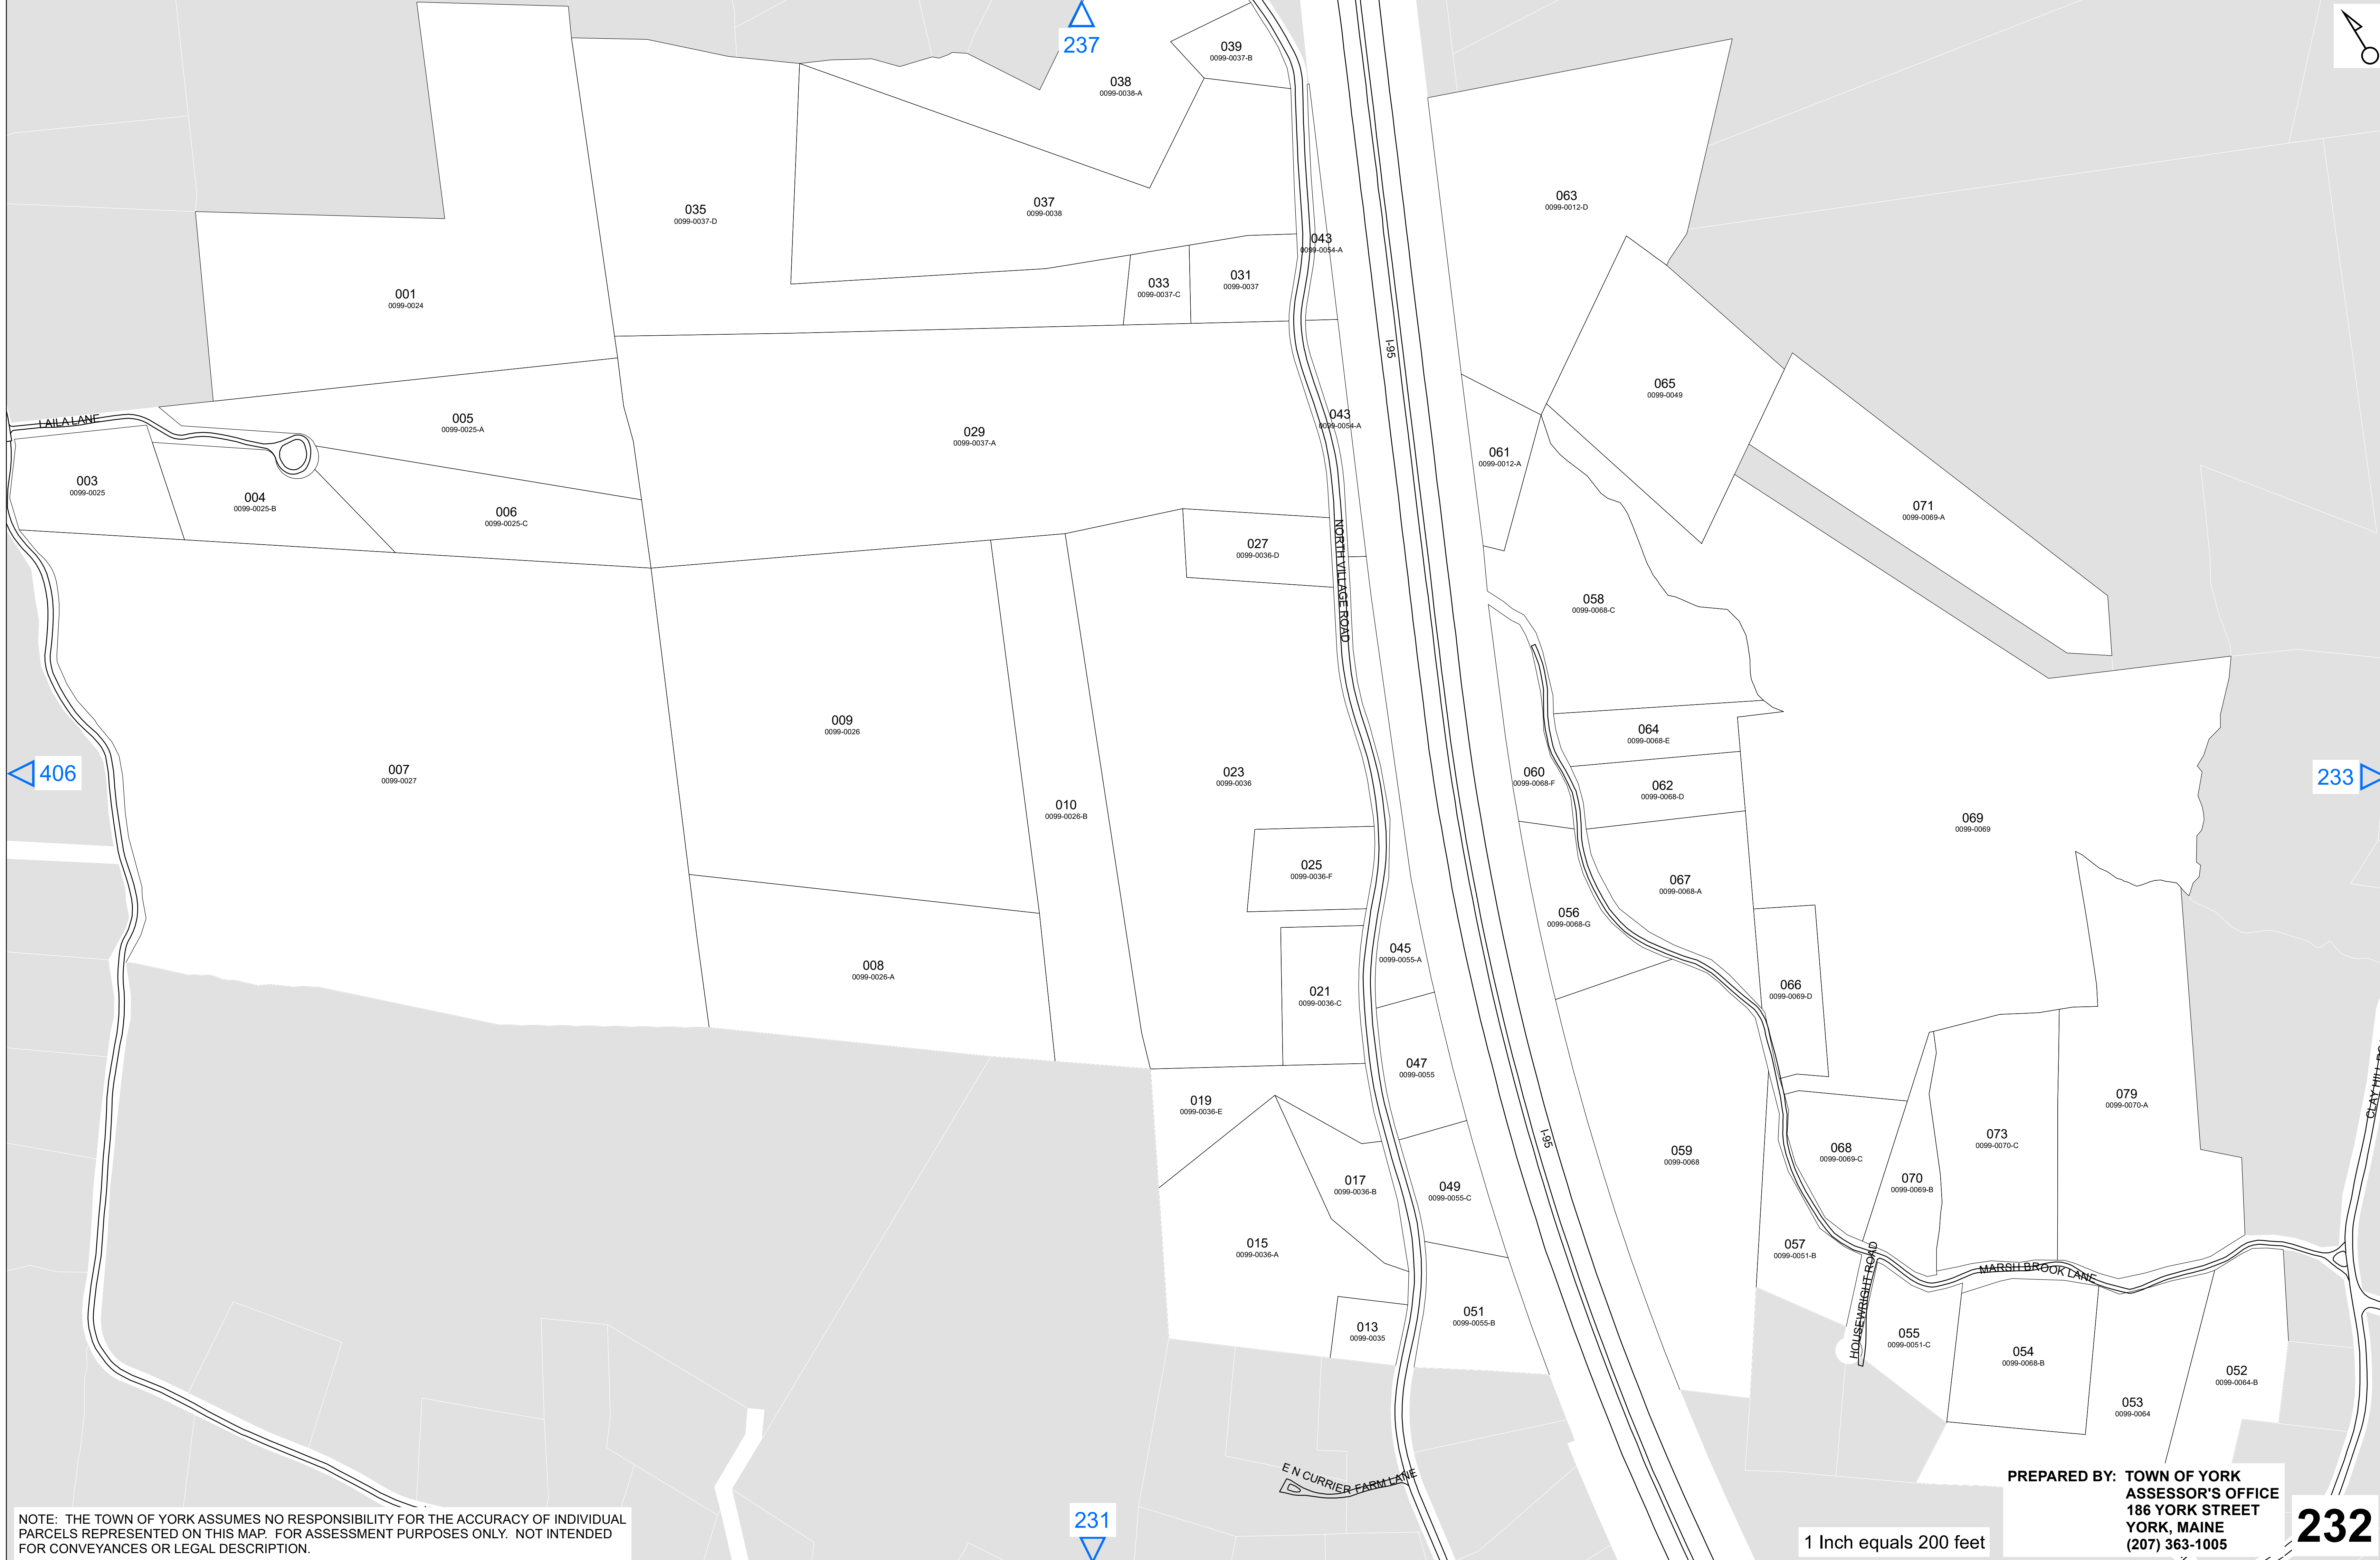 237
039
0099-0037-B
038
0099-0038-A
035
0099-0037-D
037
0099-0038
063
0099-0012-D
043
0099-0054-A
033
0099-0037-C
031
0099-0037
001
0099-0024
I-95
065
0099-0049
LAILA LANE
005
0099-0025-A
029
0099-0037-A
043
0099-0054-A
061
0099-0012-A
003
0099-0025
004
0099-0025-B
006
0099-0025-C
071
0099-0069-A
027
0099-0036-D
NORTH VILLAGE ROAD
058
0099-0068-C
009
0099-0026
064
0099-0068-E
406
007
0099-0027
023
0099-0036
060
0099-0068-F
062
0099-0068-D
233
010
0099-0026-B
069
0099-0069
025
0099-0036-F
067
0099-0068-A
056
0099-0068-G
045
0099-0055-A
008
0099-0026-A
021
0099-0036-C
066
0099-0069-D
047
0099-0055
CLAY HILL
019
0099-0036-E
079
0099-0070-A
I-95
073
0099-0070-C
059
0099-0068
068
0099-0069-C
017
0099-0036-B
049
0099-0055-C
070
0099-0069-B
015
0099-0036-A
057
0099-0051-B
MARSH BROOK LANE
HOUSEWRIGHT ROAD
013
0099-0035
051
0099-0055-B
055
0099-0051-C
054
0099-0068-B
052
0099-0064-B
053
0099-0064
E N CURRIER FARM LANE
231
NOTE: THE TOWN OF YORK ASSUMES NO RESPONSIBILITY FOR THE ACCURACY OF INDIVIDUAL
PARCELS REPRESENTED ON THIS MAP. FOR ASSESSMENT PURPOSES ONLY. NOT INTENDED
FOR CONVEYANCES OR LEGAL DESCRIPTION.
1 Inch equals 200 feet
PREPARED BY: TOWN OF YORK
ASSESSOR'S OFFICE
186 YORK STREET
YORK, MAINE
(207) 363-1005
232